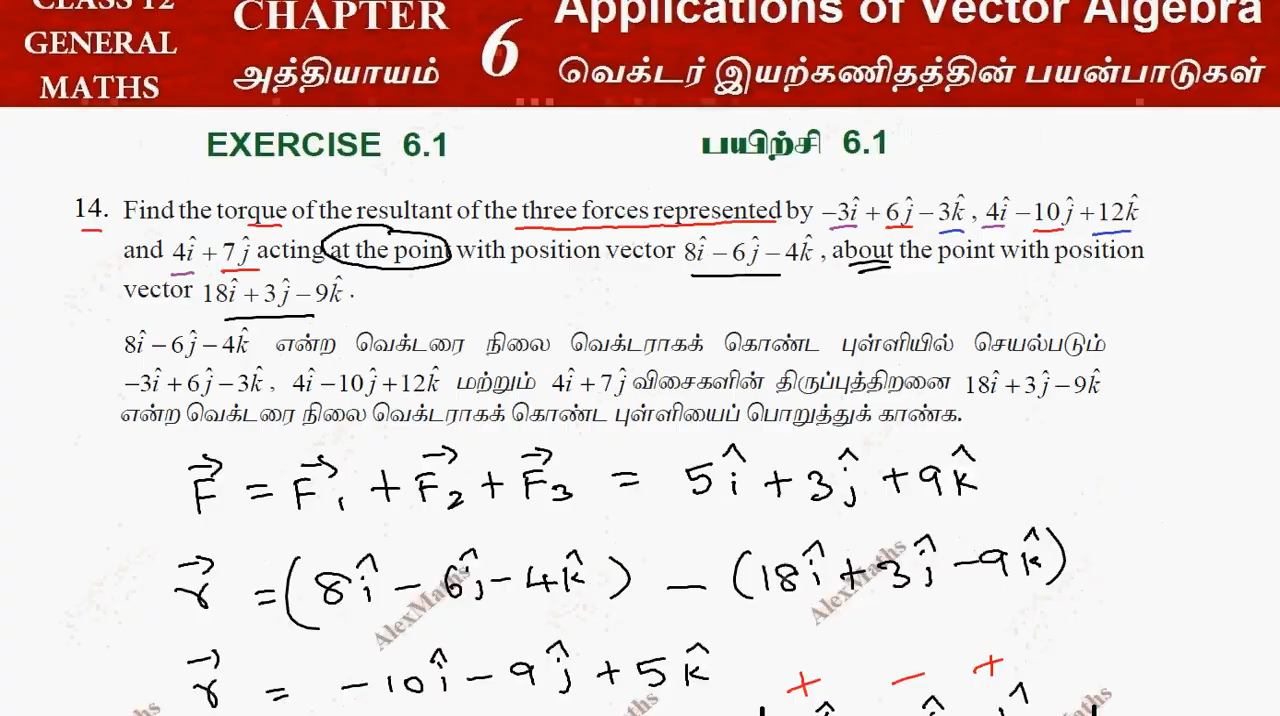 CLASS 12
GENERAL
MATHS
CHAPTER
அத்தியாயம்
6
Applications of Vector Algebra
வெக்டர் இயற்கணிதத்தின் பயன்பாடுகள்
EXERCISE 6.1
பயிற்சி 6.1
14. Find the torque of the resultant of the three forces represented by −3î + 6ĵ − 3k̂ , 4î − 10ĵ + 12k̂
and 4î + 7ĵ acting at the point with position vector 8î − 6ĵ − 4k̂ , about the point with position
vector 18î + 3ĵ − 9k̂ .
8î − 6ĵ − 4k̂ என்ற வெக்டரை நிலை வெக்டராகக் கொண்ட புள்ளியில் செயல்படும்
−3î + 6ĵ − 3k̂ , 4î − 10ĵ + 12k̂ மற்றும் 4î + 7ĵ விசைகளின் திருப்புத்திறனை 18î + 3ĵ − 9k̂
என்ற வெக்டரை நிலை வெக்டராகக் கொண்ட புள்ளியைப் பொறுத்துக் காண்க.
F⃗ = F⃗₁ + F⃗₂ + F⃗₃ = 5î + 3ĵ + 9k̂
r⃗ = (8î − 6ĵ − 4k̂) − (18î + 3ĵ − 9k̂)
AlexMaths
AlexMaths
r⃗ = −10î − 9ĵ + 5k̂
+ − +